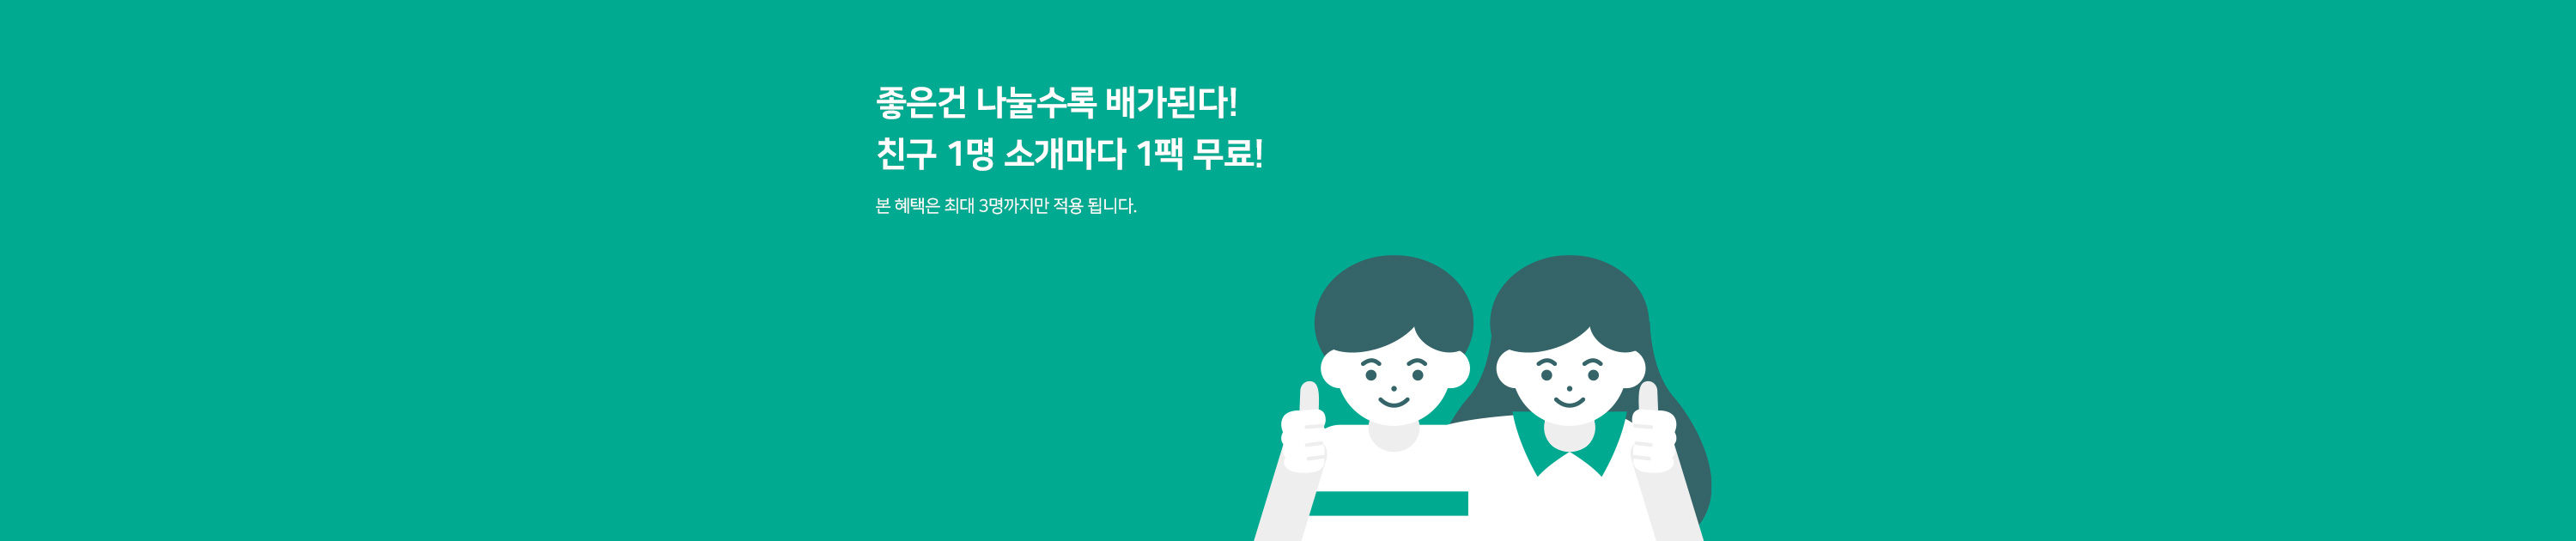 좋은건 나눌수록 배가된다!
친구 1명 소개마다 1팩 무료!
본 혜택은 최대 3명까지만 적용 됩니다.